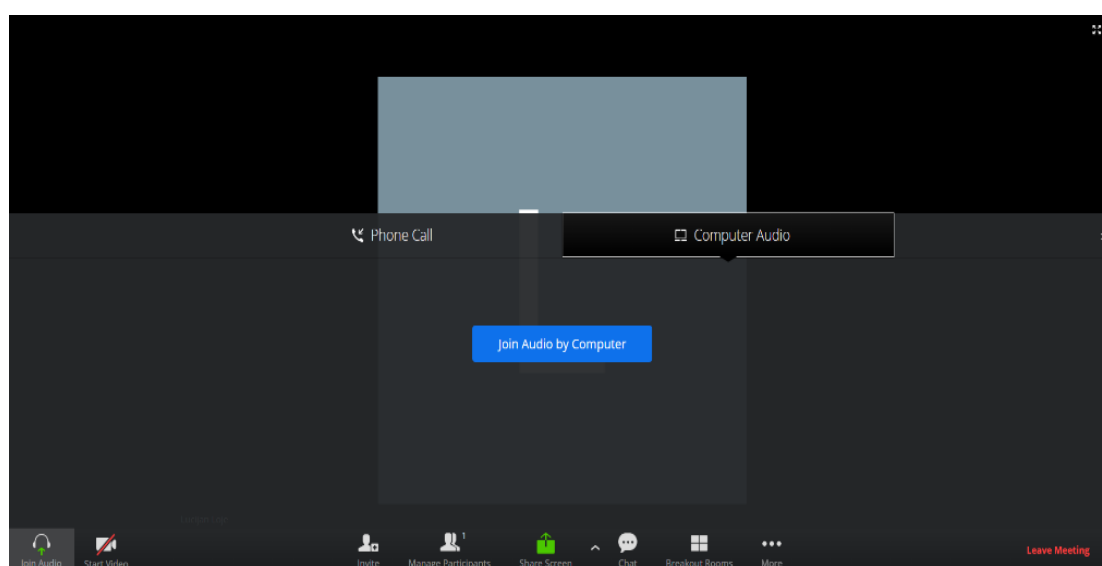 Phone Call
Computer Audio
Join Audio by Computer
1
Join Audio
Start Video
Invite
Manage Participants
Share Screen
Chat
Breakout Rooms
More
Leave Meeting